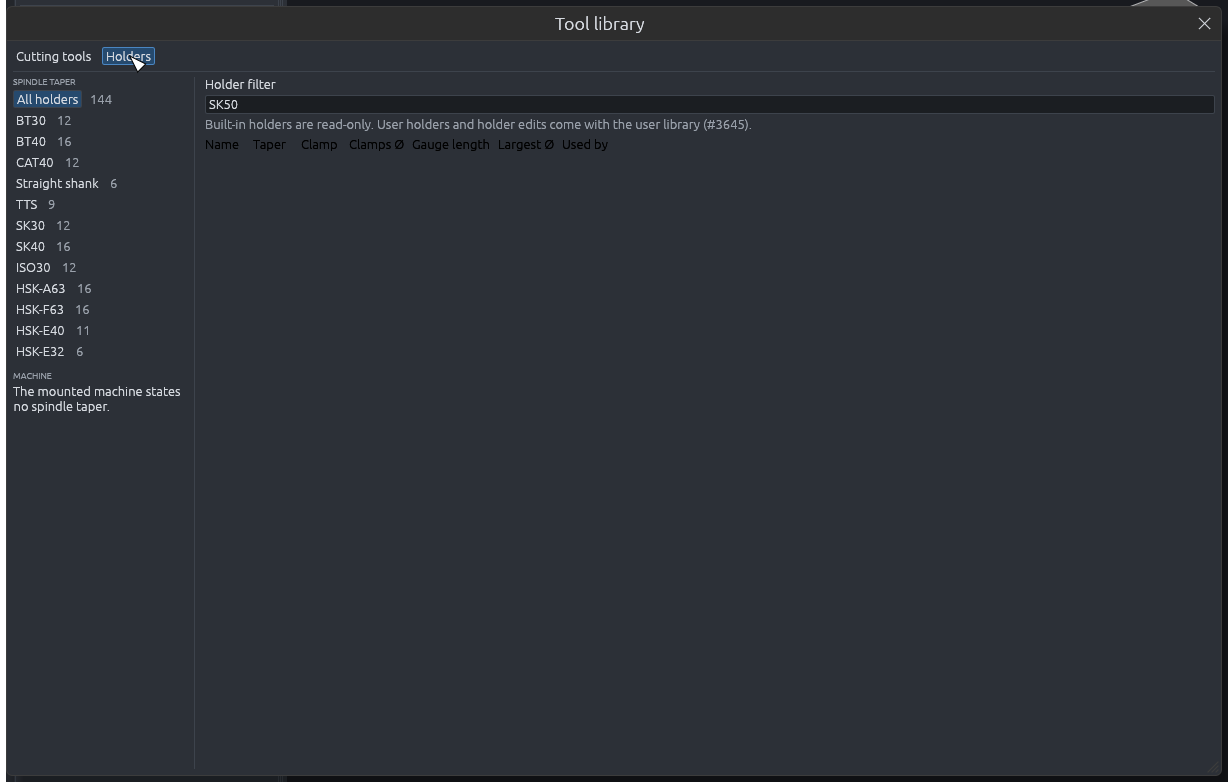 Tool library
Cutting tools Holders
SPINDLE TAPER
All holders 144
BT30 12
BT40 16
CAT40 12
Straight shank 6
TTS 9
SK30 12
SK40 16
ISO30 12
HSK-A63 16
HSK-F63 16
HSK-E40 11
HSK-E32 6
MACHINE
The mounted machine states
no spindle taper.
Holder filter
SK50
Built-in holders are read-only. User holders and holder edits come with the user library (#3645).
Name Taper Clamp Clamps Ø Gauge length Largest Ø Used by